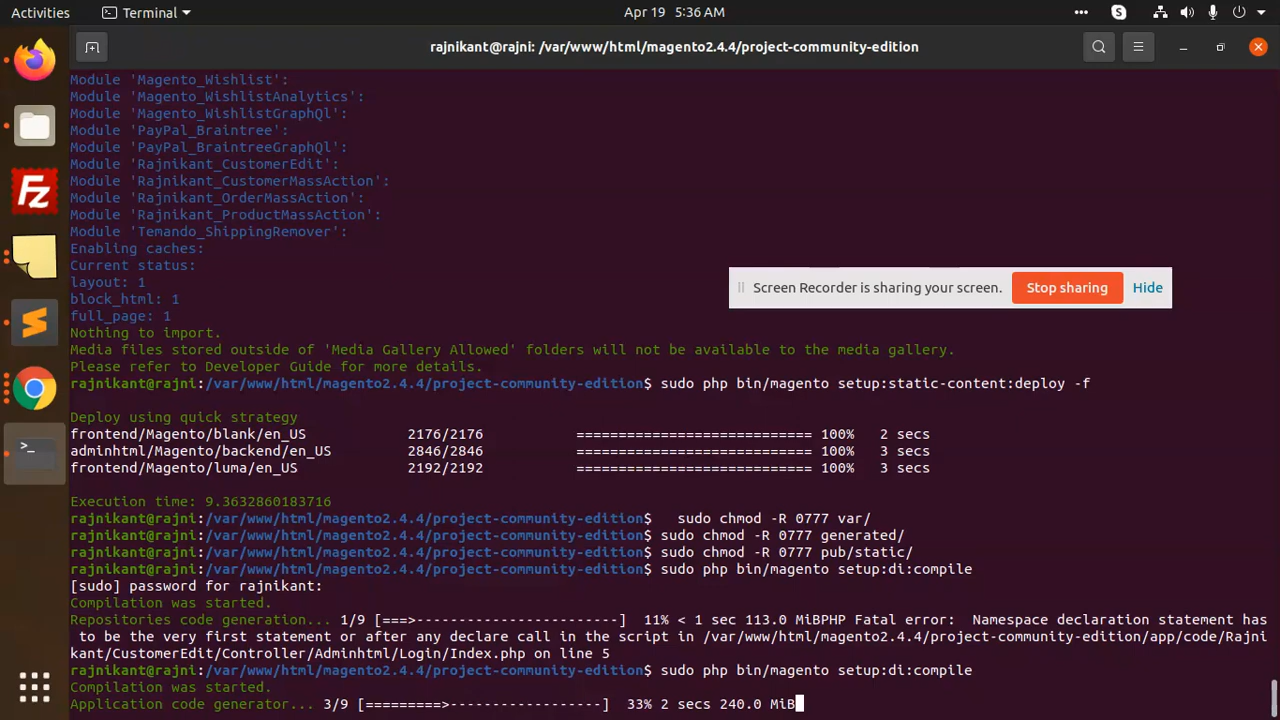 Activities
Terminal
Apr 19 5:36 AM
S
rajnikant@rajni: /var/www/html/magento2.4.4/project-community-edition
Module 'Magento_Wishlist':
Module 'Magento_WishlistAnalytics':
Module 'Magento_WishlistGraphQl':
Module 'PayPal_Braintree':
Module 'PayPal_BraintreeGraphQl':
Module 'Rajnikant_CustomerEdit':
Module 'Rajnikant_CustomerMassAction':
Module 'Rajnikant_OrderMassAction':
Module 'Rajnikant_ProductMassAction':
Module 'Temando_ShippingRemover':
Enabling caches:
Current status:
layout: 1
block_html: 1
full_page: 1
Screen Recorder is sharing your screen. Stop sharing Hide
Nothing to import.
Media files stored outside of 'Media Gallery Allowed' folders will not be available to the media gallery.
Please refer to Developer Guide for more details.
rajnikant@rajni:/var/www/html/magento2.4.4/project-community-edition$ sudo php bin/magento setup:static-content:deploy -f
Deploy using quick strategy
frontend/Magento/blank/en_US 2176/2176 ============================ 100% 2 secs
adminhtml/Magento/backend/en_US 2846/2846 ============================ 100% 3 secs
frontend/Magento/luma/en_US 2192/2192 ============================ 100% 3 secs
Execution time: 9.3632860183716
rajnikant@rajni:/var/www/html/magento2.4.4/project-community-edition$   sudo chmod -R 0777 var/
rajnikant@rajni:/var/www/html/magento2.4.4/project-community-edition$ sudo chmod -R 0777 generated/
rajnikant@rajni:/var/www/html/magento2.4.4/project-community-edition$ sudo chmod -R 0777 pub/static/
rajnikant@rajni:/var/www/html/magento2.4.4/project-community-edition$ sudo php bin/magento setup:di:compile
[sudo] password for rajnikant:
Compilation was started.
Repositories code generation... 1/9 [===>------------------------] 11% < 1 sec 113.0 MiBPHP Fatal error:  Namespace declaration statement has
to be the very first statement or after any declare call in the script in /var/www/html/magento2.4.4/project-community-edition/app/code/Rajni
kant/CustomerEdit/Controller/Adminhtml/Login/Index.php on line 5
rajnikant@rajni:/var/www/html/magento2.4.4/project-community-edition$ sudo php bin/magento setup:di:compile
Compilation was started.
Application code generator... 3/9 [=========>------------------] 33% 2 secs 240.0 MiB
Fz
>_